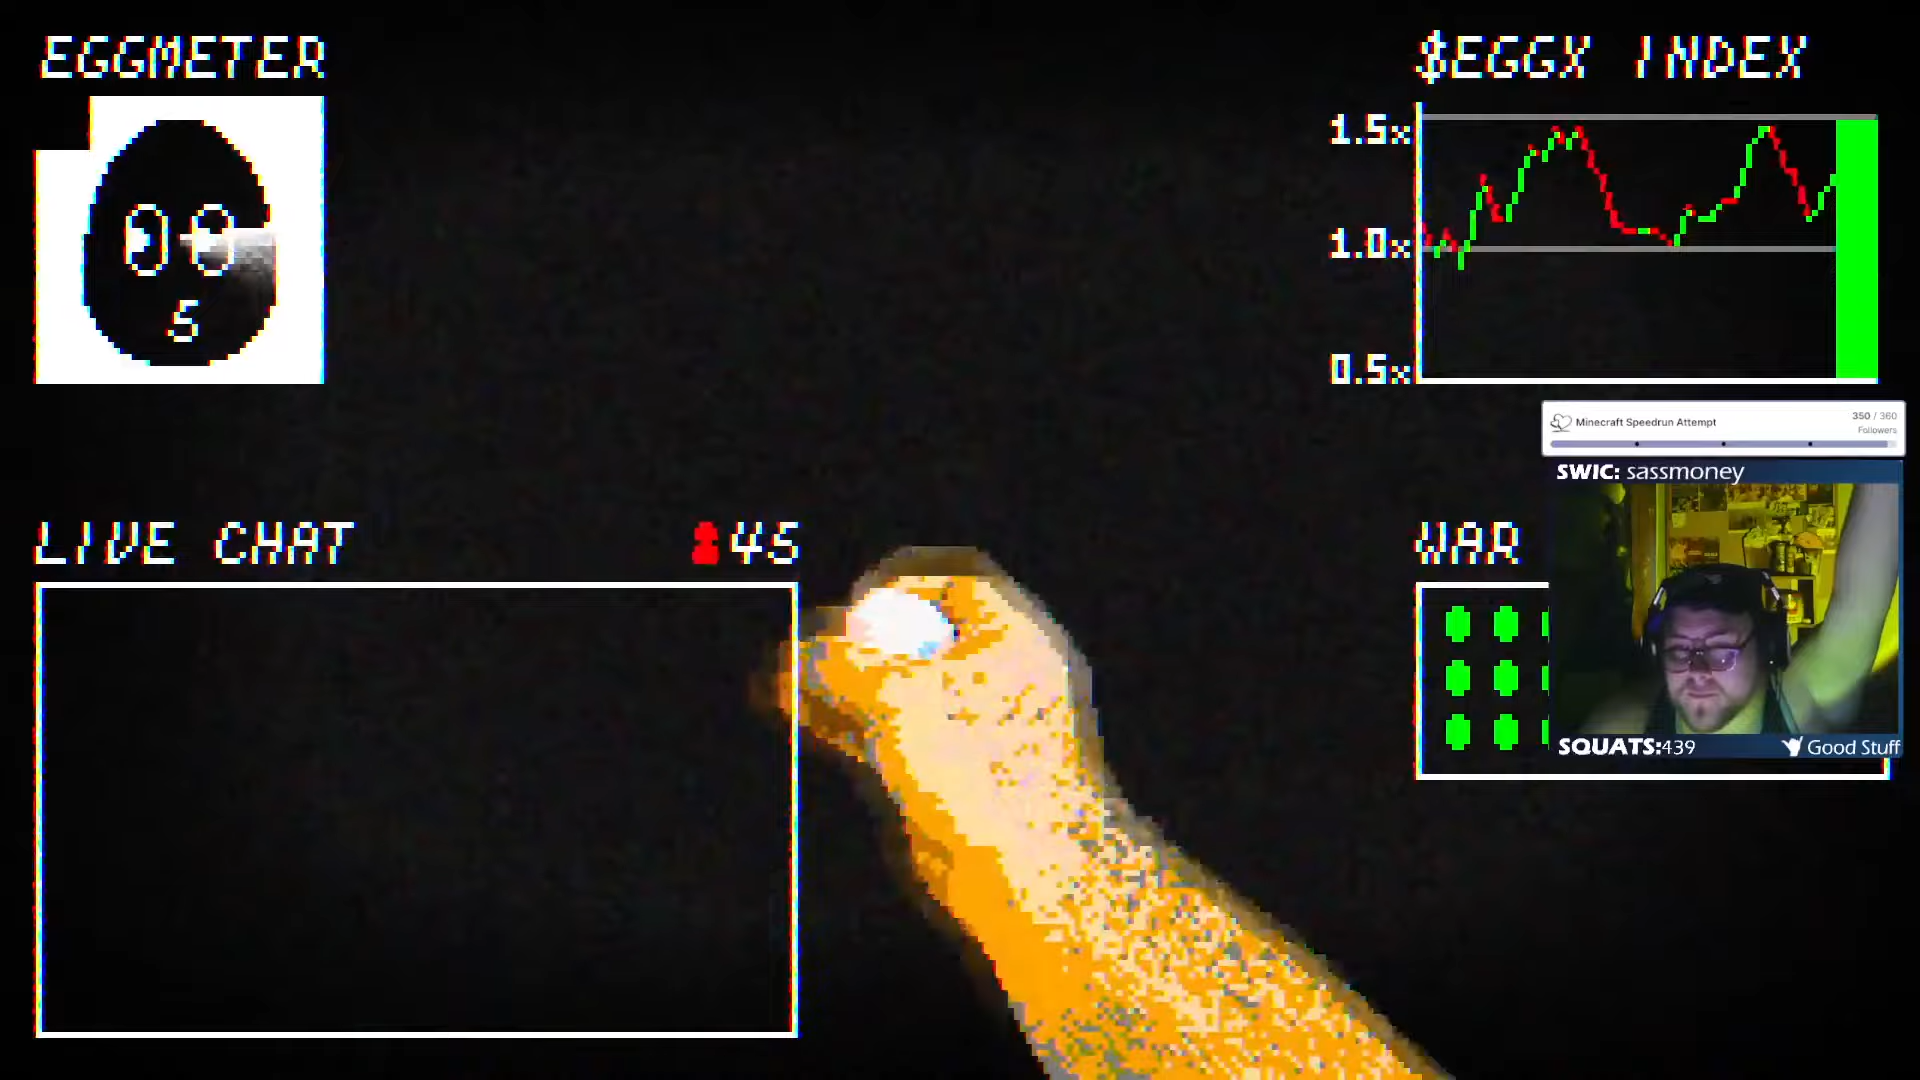 EGGMETER
5
$EGGX INDEX
1.5x
1.0x
0.5x
Minecraft Speedrun Attempt
350 / 360
Followers
SWIC: sassmoney
LIVE CHAT
45
WAR
SQUATS:439
Good Stuff